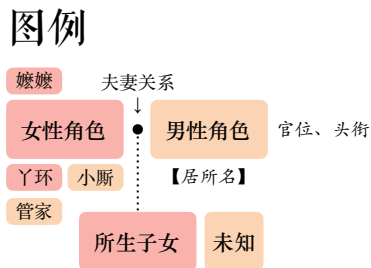 图例
嬷嬷 夫妻关系
↓
女性角色 男性角色 官位、头衔
丫环 小厮 【居所名】
管家
所生子女 未知